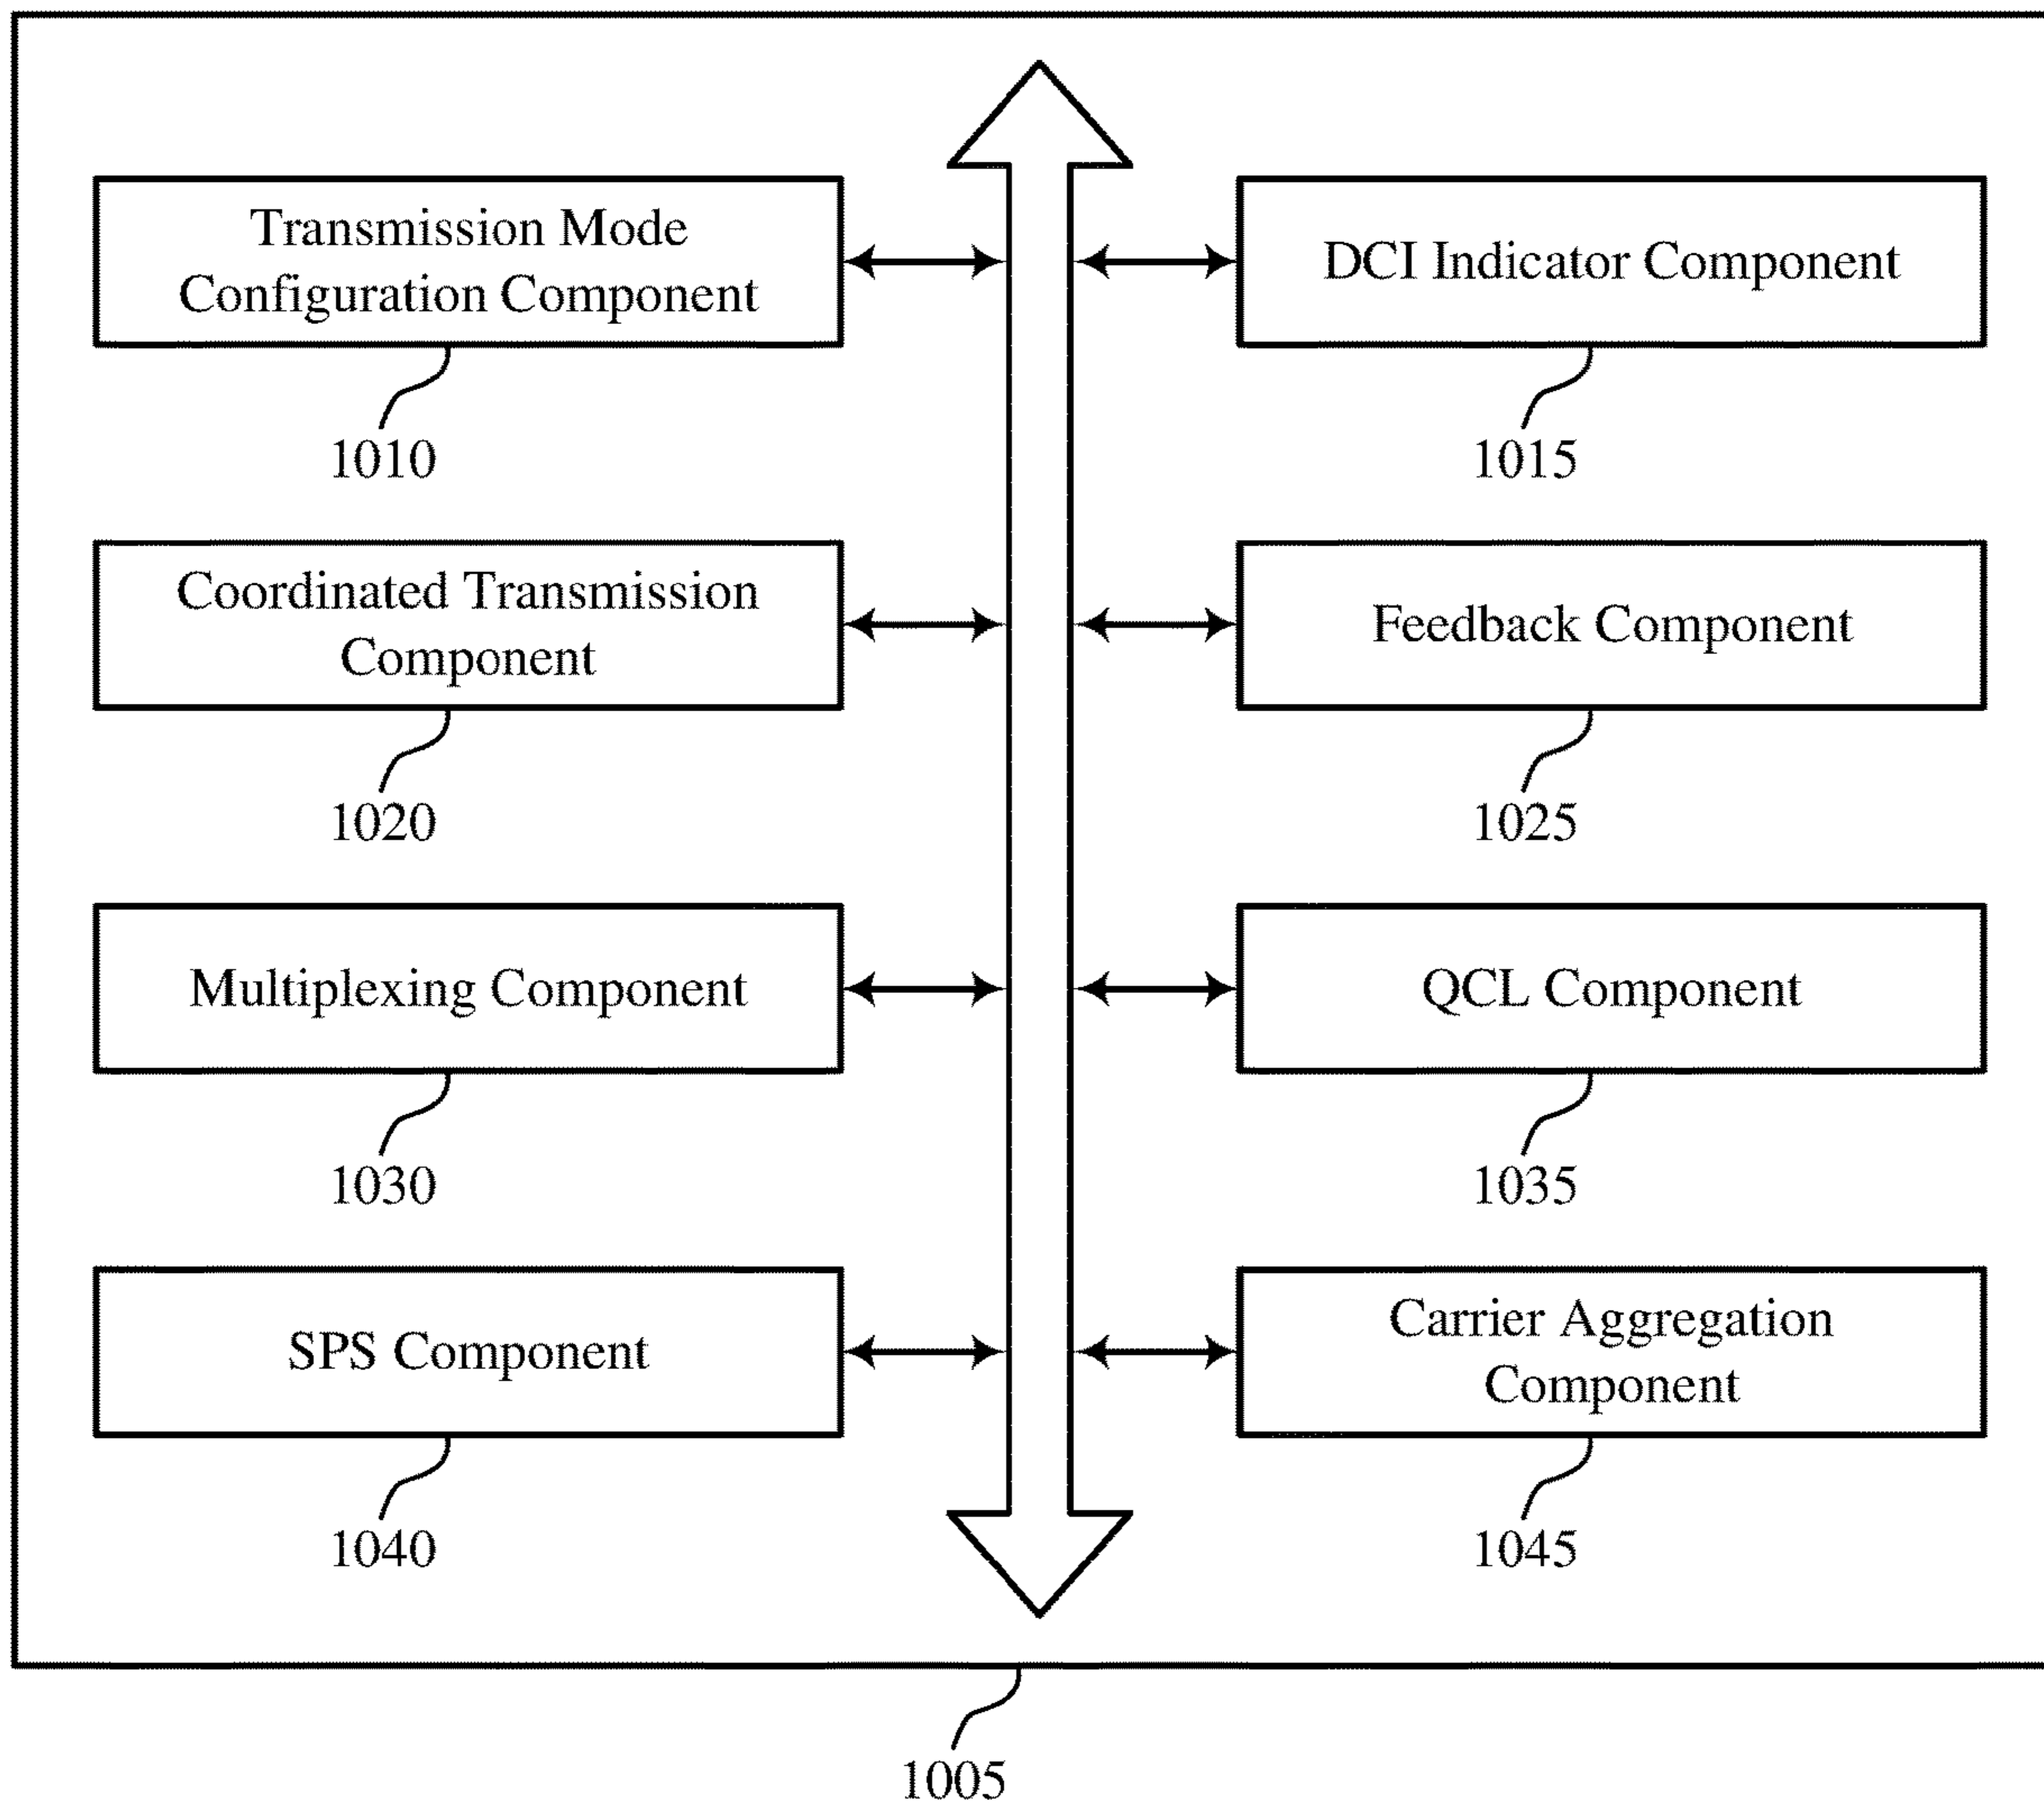 Transmission Mode
Configuration Component
1010
DCI Indicator Component
1015
Coordinated Transmission
Component
1020
Feedback Component
1025
Multiplexing Component
1030
QCL Component
1035
SPS Component
1040
Carrier Aggregation
Component
1045
1005